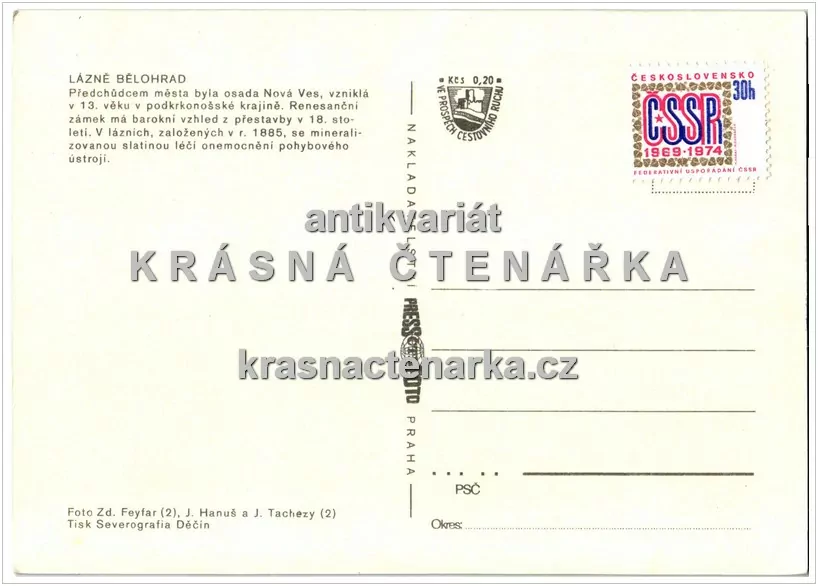 LÁZNĚ BĚLOHRAD
Předchůdcem města byla osada Nová Ves, vzniklá
v 13. věku v podkrkonošské krajině. Renesanční
zámek má barokní vzhled z přestavby v 18. sto-
letí. V lázních, založených v r. 1885, se minerali-
zovanou slatinou léčí onemocnění pohybového
ústrojí.
Kčs 0,20
VE PROSPĚCH CESTOVNÍHO RUCHU
ČESKOSLOVENSKO
30h
ČSSR
1969·1974
FEDERATIVNÍ USPOŘÁDÁNÍ ČSSR
antikvariát
KRÁSNÁ ČTENÁŘKA
krasnactenarka.cz
NAKLADATELSTVÍ
PRAHA
PSČ
Okres:
Foto Zd. Feyfar (2), J. Hanuš a J. Tachezy (2)
Tisk Severografia Děčín